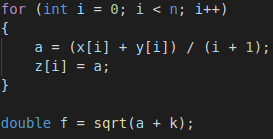 for (int i = 0; i < n; i++)
{
    a = (x[i] + y[i]) / (i + 1);
    z[i] = a;
}

double f = sqrt(a + k);